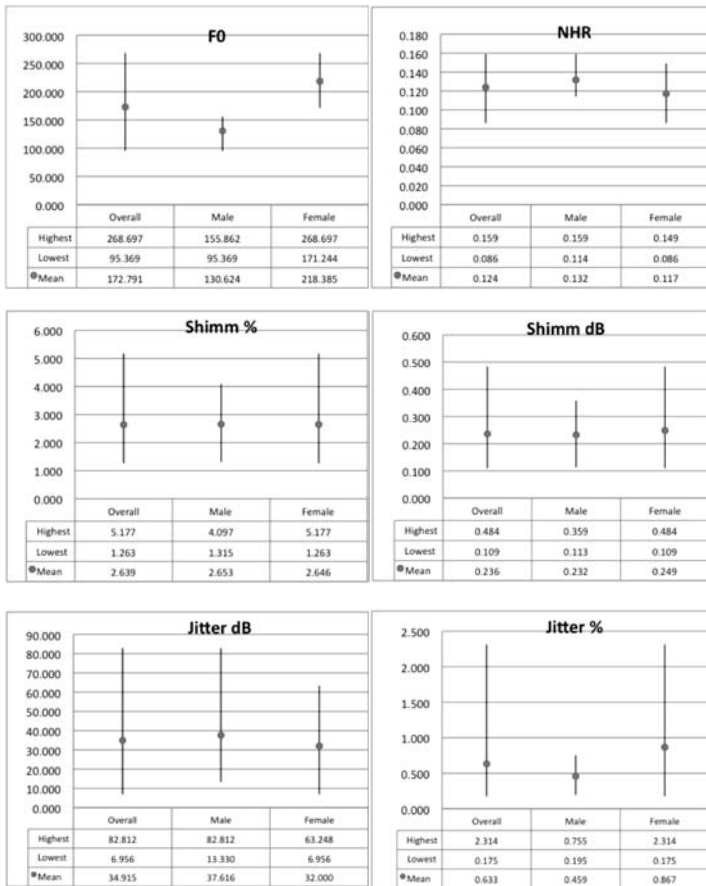 F0
300.000
250.000
200.000
150.000
100.000
50.000
0.000
Overall Male Female
Highest 268.697 155.862 268.697
Lowest 95.369 95.369 171.244
Mean 172.791 130.624 218.385
NHR
0.180
0.160
0.140
0.120
0.100
0.080
0.060
0.040
0.020
0.000
Overall Male Female
Highest 0.159 0.159 0.149
Lowest 0.086 0.114 0.086
Mean 0.124 0.132 0.117
Shimm %
6.000
5.000
4.000
3.000
2.000
1.000
0.000
Overall Male Female
Highest 5.177 4.097 5.177
Lowest 1.263 1.315 1.263
Mean 2.639 2.653 2.646
Shimm dB
0.600
0.500
0.400
0.300
0.200
0.100
0.000
Overall Male Female
Highest 0.484 0.359 0.484
Lowest 0.109 0.113 0.109
Mean 0.236 0.232 0.249
Jitter dB
90.000
80.000
70.000
60.000
50.000
40.000
30.000
20.000
10.000
0.000
Overall Male Female
Highest 82.812 82.812 63.248
Lowest 6.956 13.330 6.956
Mean 34.915 37.616 32.000
Jitter %
2.500
2.000
1.500
1.000
0.500
0.000
Overall Male Female
Highest 2.314 0.755 2.314
Lowest 0.175 0.195 0.175
Mean 0.633 0.459 0.867